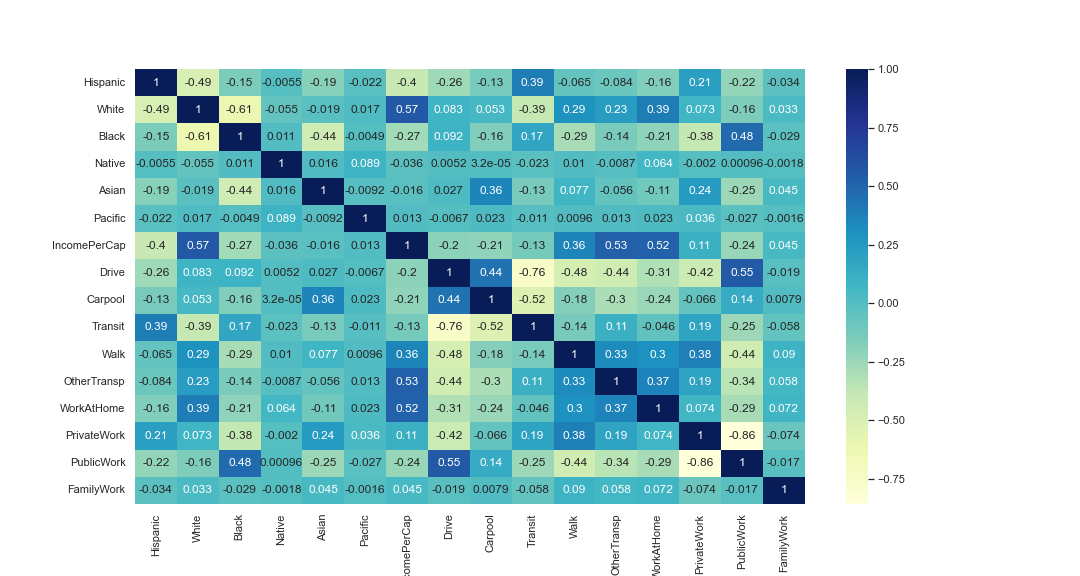 Hispanic 1 -0.49 -0.15 -0.0055 -0.19 -0.022 -0.4 -0.26 -0.13 0.39 -0.065 -0.084 -0.16 0.21 -0.22 -0.034 1.00
White -0.49 1 -0.61 -0.055 -0.019 0.017 0.57 0.083 0.053 -0.39 0.29 0.23 0.39 0.073 -0.16 0.033
Black -0.15 -0.61 1 0.011 -0.44 -0.0049 -0.27 0.092 -0.16 0.17 -0.29 -0.14 -0.21 -0.38 0.48 -0.029 0.75
Native -0.0055 -0.055 0.011 1 0.016 0.089 -0.036 0.0052 3.2e-05 -0.023 0.01 -0.0087 0.064 -0.002 0.00096 -0.0018
Asian -0.19 -0.019 -0.44 0.016 1 -0.0092 -0.016 0.027 0.36 -0.13 0.077 -0.056 -0.11 0.24 -0.25 0.045 0.50
Pacific -0.022 0.017 -0.0049 0.089 -0.0092 1 0.013 -0.0067 0.023 -0.011 0.0096 0.013 0.023 0.036 -0.027 -0.0016
IncomePerCap -0.4 0.57 -0.27 -0.036 -0.016 0.013 1 -0.2 -0.21 -0.13 0.36 0.53 0.52 0.11 -0.24 0.045 0.25
Drive -0.26 0.083 0.092 0.0052 0.027 -0.0067 -0.2 1 0.44 -0.76 -0.48 -0.44 -0.31 -0.42 0.55 -0.019
Carpool -0.13 0.053 -0.16 3.2e-05 0.36 0.023 -0.21 0.44 1 -0.52 -0.18 -0.3 -0.24 -0.066 0.14 0.0079 0.00
Transit 0.39 -0.39 0.17 -0.023 -0.13 -0.011 -0.13 -0.76 -0.52 1 -0.14 0.11 -0.046 0.19 -0.25 -0.058
Walk -0.065 0.29 -0.29 0.01 0.077 0.0096 0.36 -0.48 -0.18 -0.14 1 0.33 0.3 0.38 -0.44 0.09 -0.25
OtherTransp -0.084 0.23 -0.14 -0.0087 -0.056 0.013 0.53 -0.44 -0.3 0.11 0.33 1 0.37 0.19 -0.34 0.058
WorkAtHome -0.16 0.39 -0.21 0.064 -0.11 0.023 0.52 -0.31 -0.24 -0.046 0.3 0.37 1 0.074 -0.29 0.072 -0.50
PrivateWork 0.21 0.073 -0.38 -0.002 0.24 0.036 0.11 -0.42 -0.066 0.19 0.38 0.19 0.074 1 -0.86 -0.074
PublicWork -0.22 -0.16 0.48 0.00096 -0.25 -0.027 -0.24 0.55 0.14 -0.25 -0.44 -0.34 -0.29 -0.86 1 -0.017 -0.75
FamilyWork -0.034 0.033 -0.029 -0.0018 0.045 -0.0016 0.045 -0.019 0.0079 -0.058 0.09 0.058 0.072 -0.074 -0.017 1
Hispanic White Black Native Asian Pacific comePerCap Drive Carpool Transit Walk OtherTransp WorkAtHome PrivateWork PublicWork FamilyWork